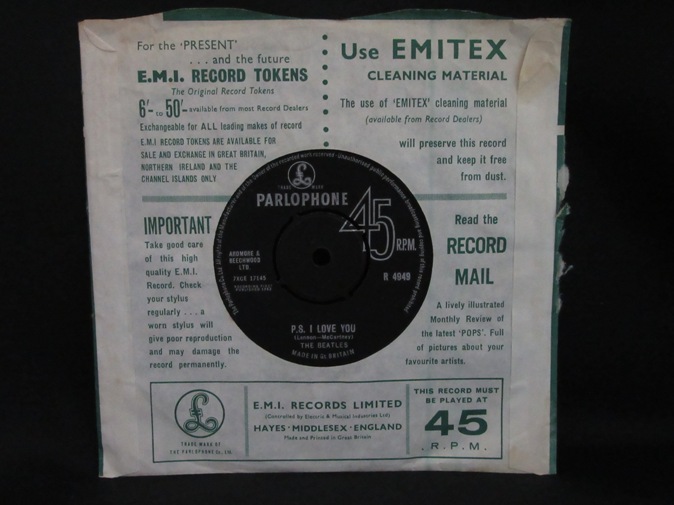 For the 'PRESENT'
. . . and the future
E.M.I. RECORD TOKENS
The Original Record Tokens
6/- to 50/- available from most Record Dealers
Exchangeable for ALL leading makes of record
E.M.I. RECORD TOKENS ARE AVAILABLE FOR
SALE AND EXCHANGE IN GREAT BRITAIN,
NORTHERN IRELAND AND THE
CHANNEL ISLANDS ONLY
Use EMITEX
CLEANING MATERIAL
The use of 'EMITEX' cleaning material
(available from Record Dealers)
will preserve this record
and keep it free
from dust.
IMPORTANT
Take good care
of this high
quality E.M.I.
Record. Check
your stylus
regularly . . . a
worn stylus will
give poor reproduction
and may damage the
record permanently.
£
TRADE MARK
PARLOPHONE
45 R.P.M.
ARDMORE &
BEECHWOOD
LTD.
7XCE 17145
R 4949
P.S. I LOVE YOU
(Lennon—McCartney)
THE BEATLES
MADE IN Gt. BRITAIN
Read the
RECORD
MAIL
A lively illustrated
Monthly Review of
the latest 'POPS'. Full
of pictures about your
favourite artists.
£
TRADE MARK OF
THE PARLOPHONE Co. Ltd.
E.M.I. RECORDS LIMITED
(Controlled by Electric & Musical Industries Ltd)
HAYES · MIDDLESEX · ENGLAND
Made and Printed in Great Britain
THIS RECORD MUST
BE PLAYED AT
45
. R.P.M.